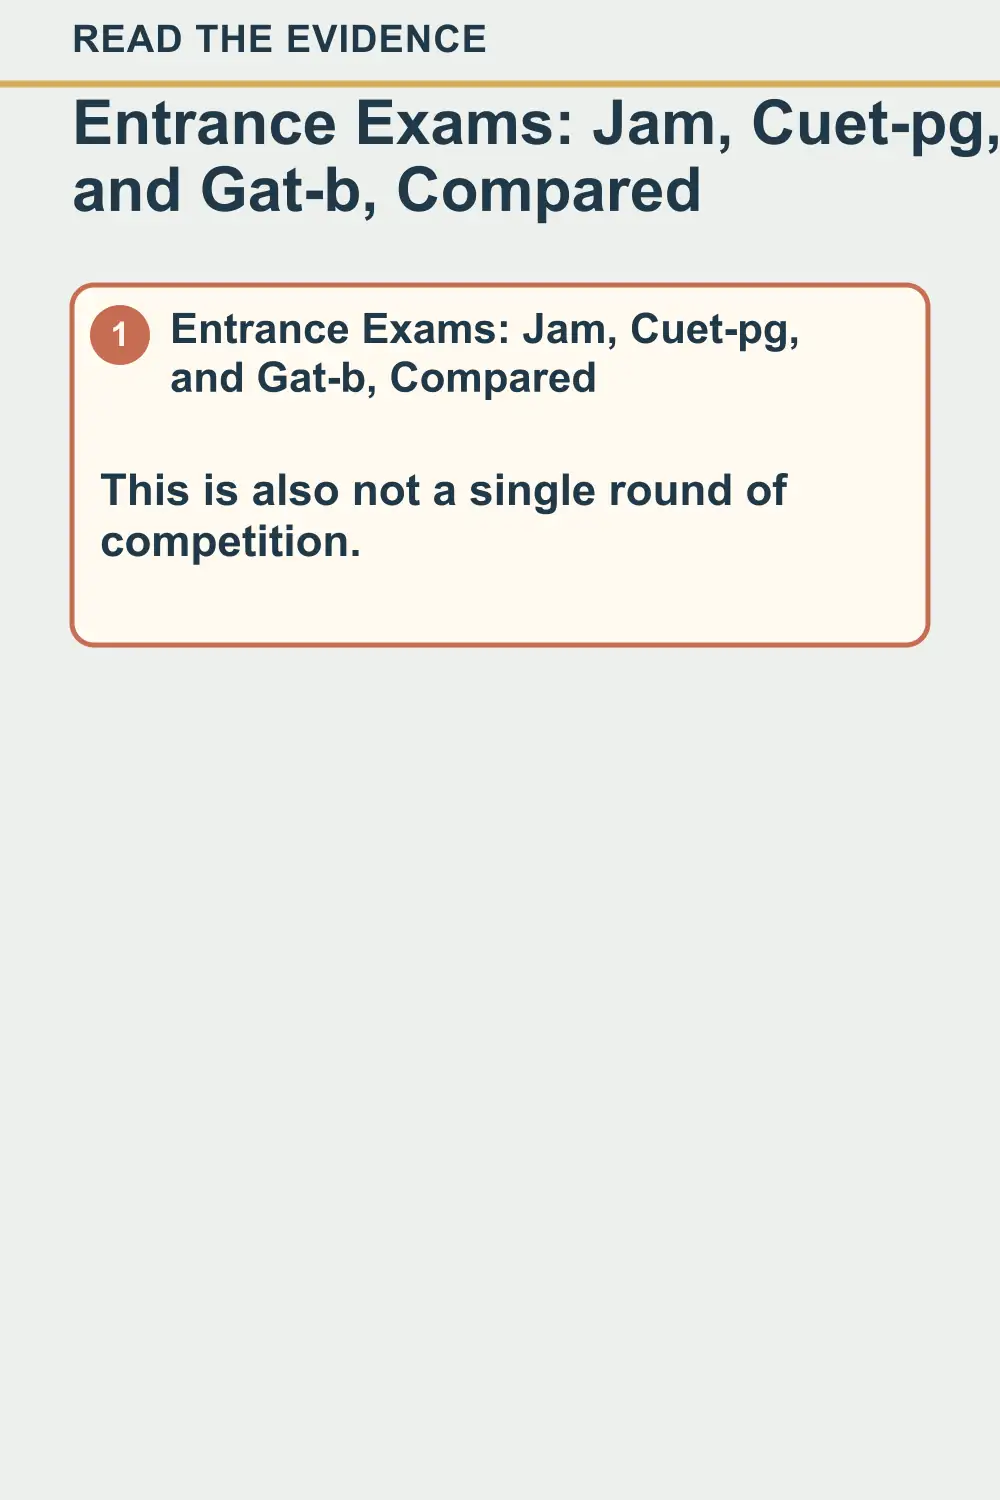 READ THE EVIDENCE
Entrance Exams: Jam, Cuet-pg,
and Gat-b, Compared
1
Entrance Exams: Jam, Cuet-pg,
and Gat-b, Compared
This is also not a single round of
competition.